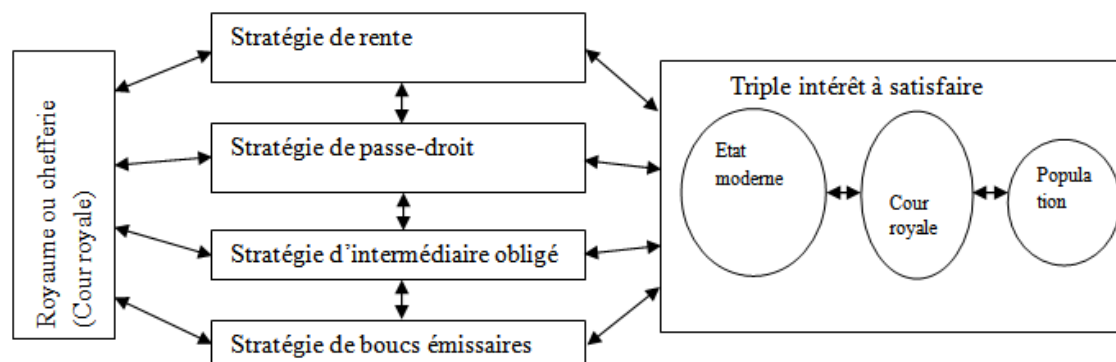 Royaume ou chefferie
(Cour royale)
Stratégie de rente
Stratégie de passe-droit
Stratégie d’intermédiaire obligé
Stratégie de boucs émissaires
Triple intérêt à satisfaire
Etat
moderne
Cour
royale
Popula
tion